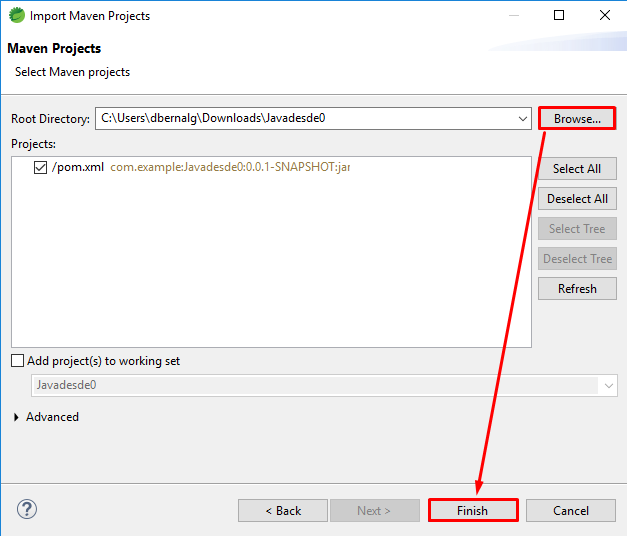 Import Maven Projects
Maven Projects
Select Maven projects
Root Directory: C:\Users\dbernalg\Downloads\Javadesde0 Browse...
Projects:
/pom.xml com.example:Javadesde0:0.0.1-SNAPSHOT:jar
Select All
Deselect All
Select Tree
Deselect Tree
Refresh
Add project(s) to working set
Javadesde0
Advanced
? < Back Next > Finish Cancel